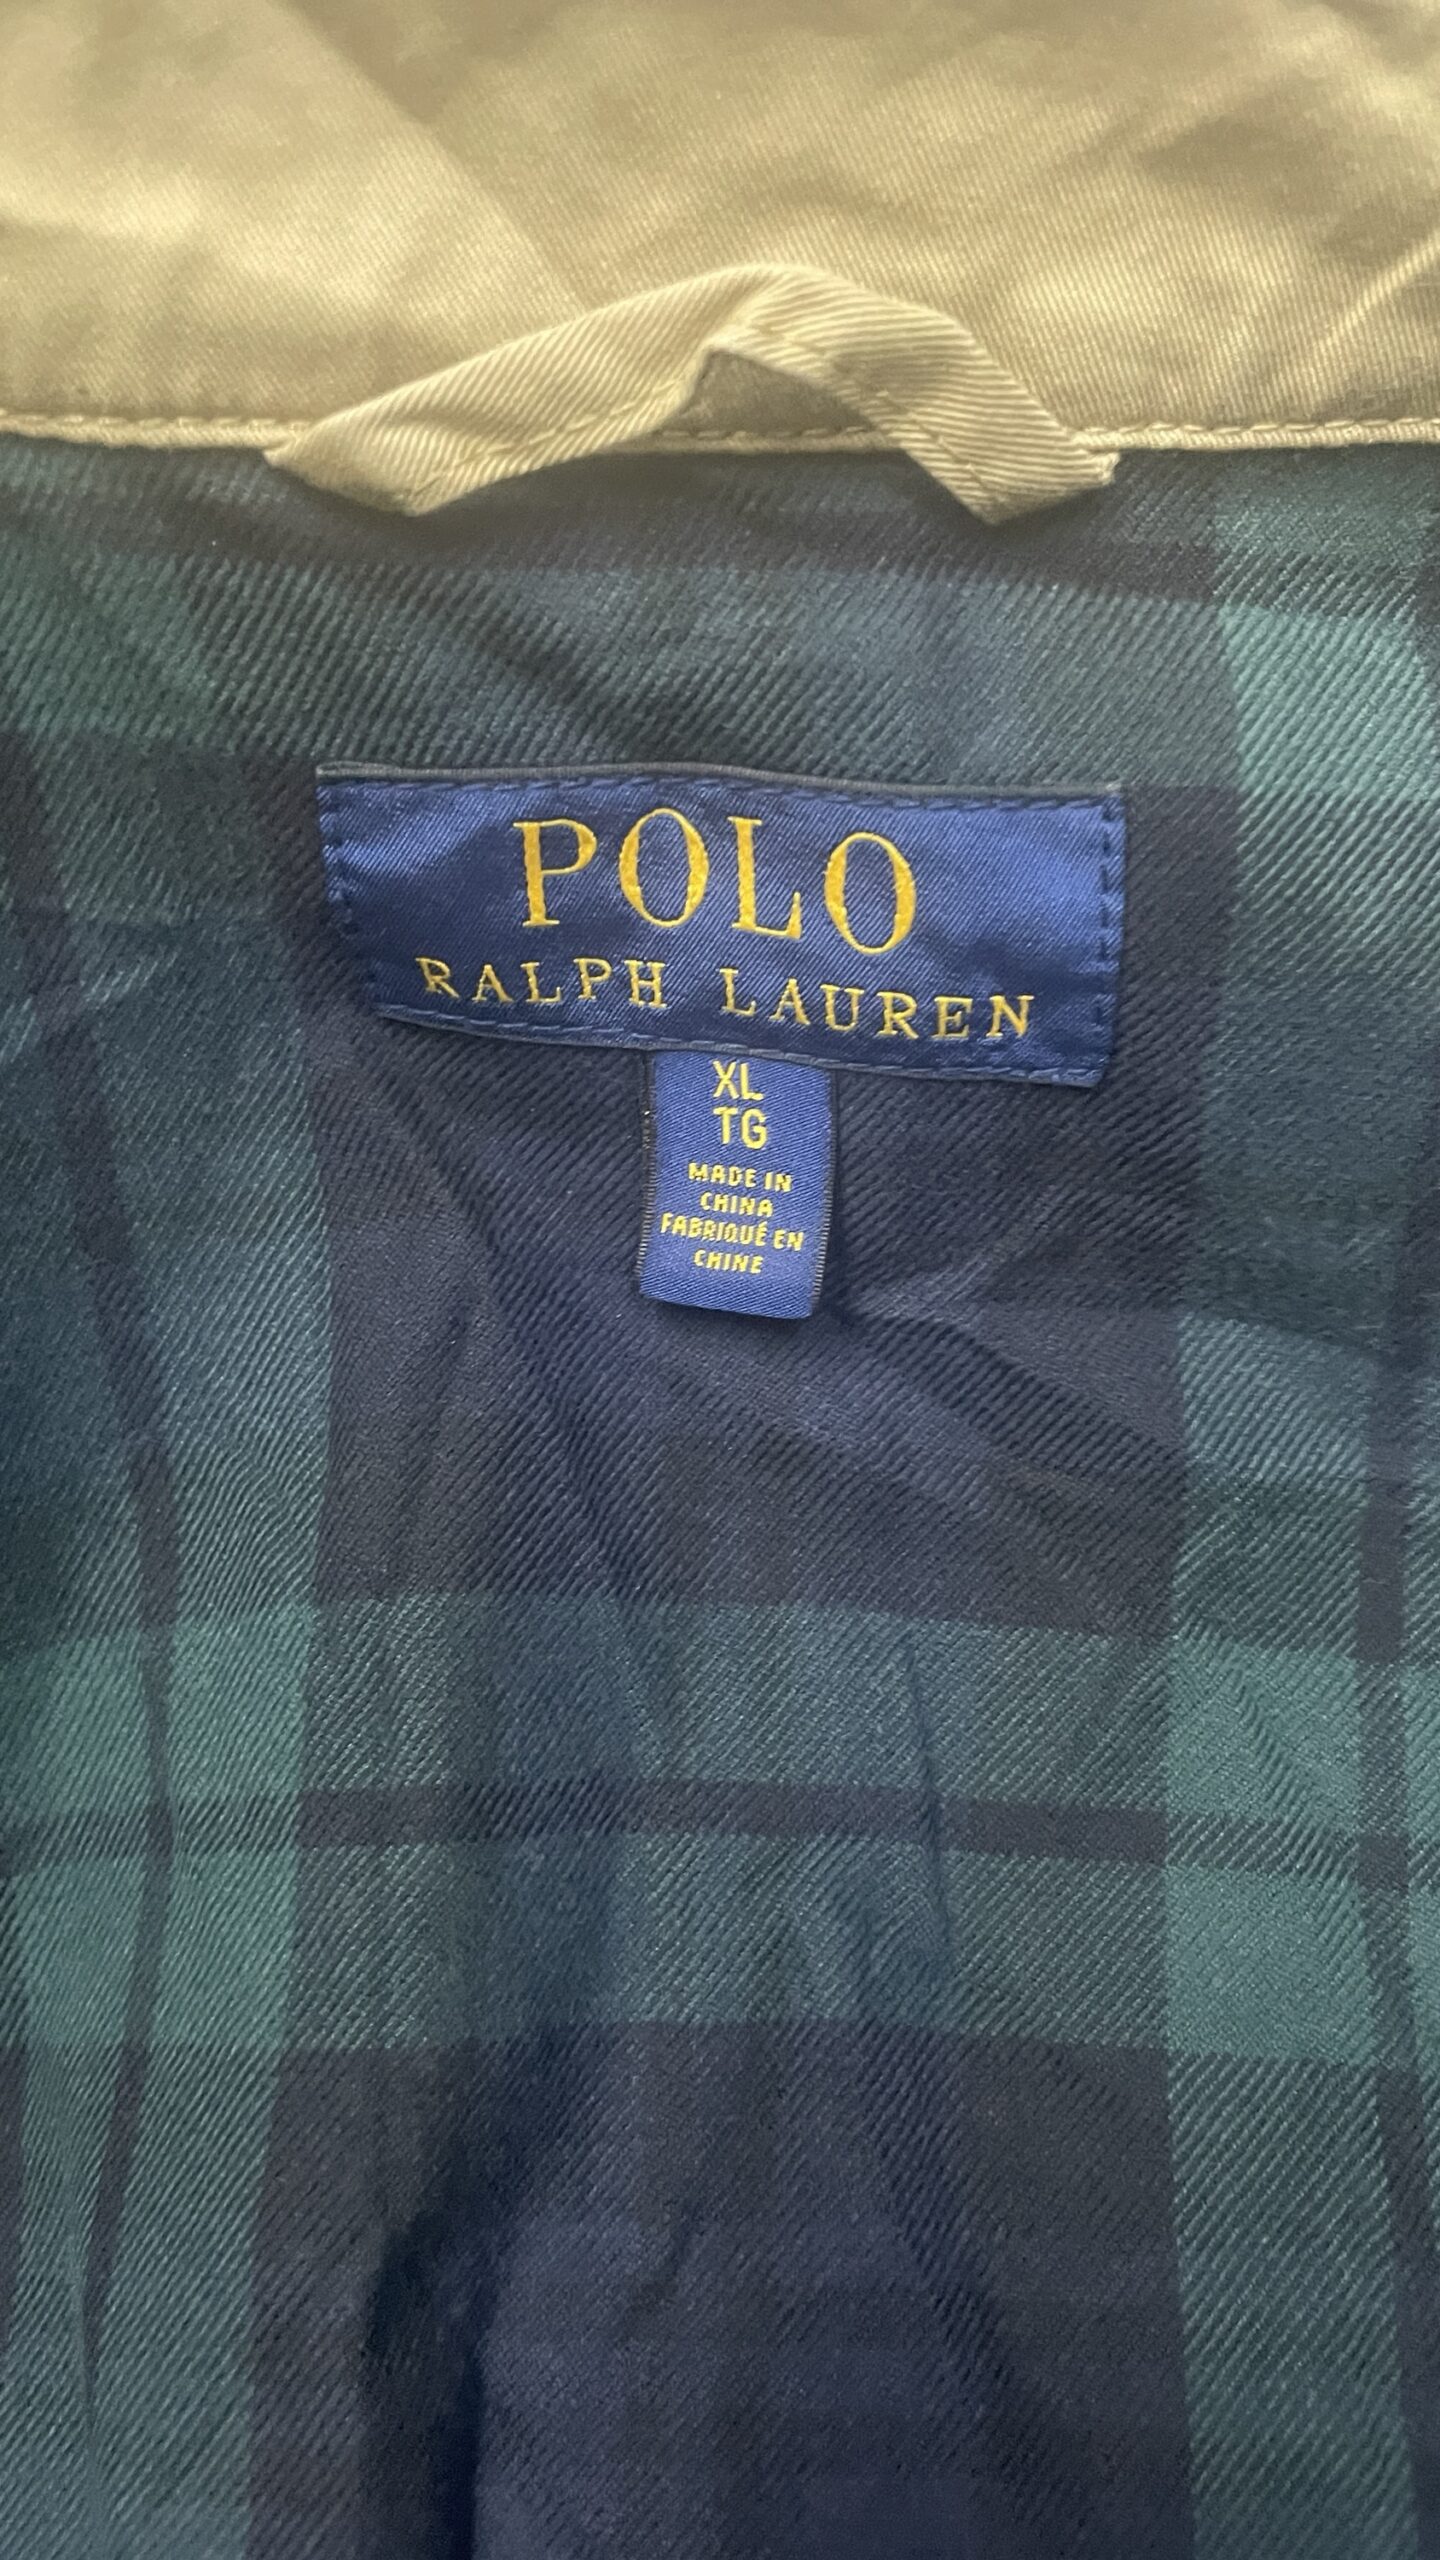 POLO
RALPH LAUREN
XL
TG
MADE IN
CHINA
FABRIQUÉ EN
CHINE